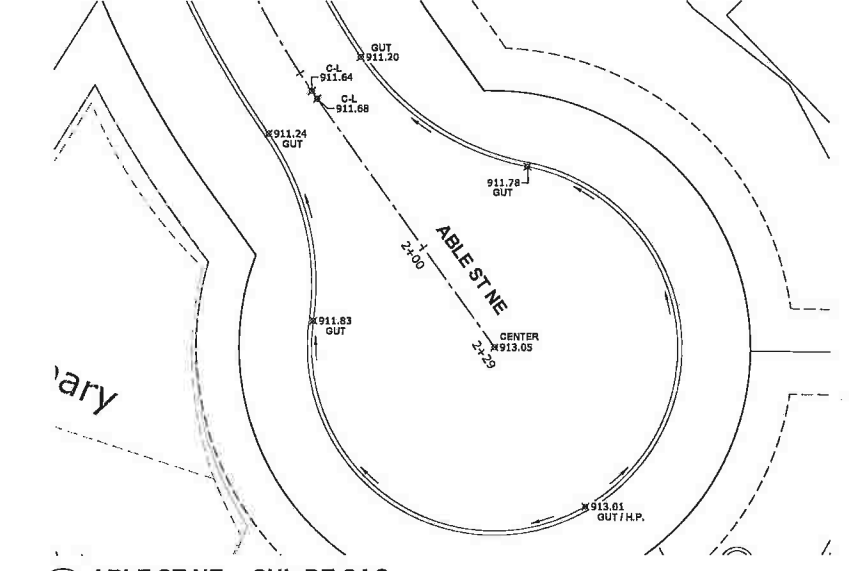 GUT
911.20
C-L
911.64
C-L
911.68
911.24
GUT
911.78
GUT
ABLE ST NE
2+00
911.83
GUT
CENTER
913.05
2+29
913.01
GUT / H.P.